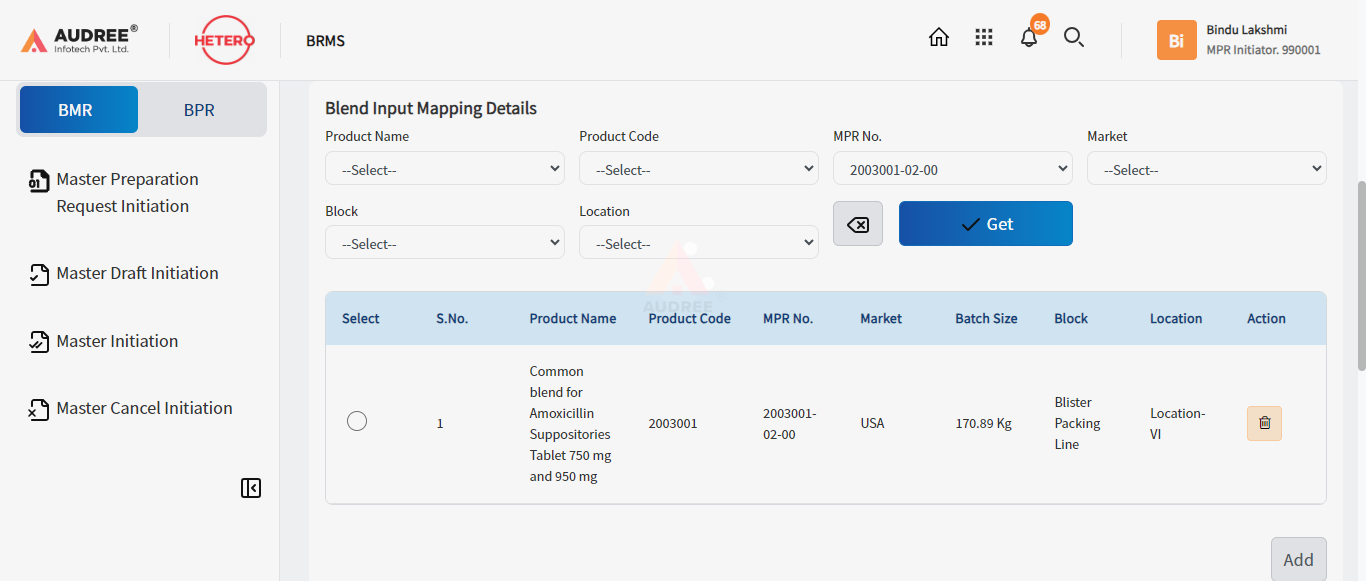 AUDREE®
Infotech Pvt. Ltd.
HETERO
BRMS
68
Bi
Bindu Lakshmi
MPR Initiator. 990001
BMR
BPR
01
Master Preparation
Request Initiation
Master Draft Initiation
Master Initiation
Master Cancel Initiation
Blend Input Mapping Details
Product Name
Product Code
MPR No.
Market
--Select--
--Select--
2003001-02-00
--Select--
Block
Location
--Select--
--Select--
Get
AUDREE
Select
S.No.
Product Name
Product Code
MPR No.
Market
Batch Size
Block
Location
Action
1
Common
blend for
Amoxicillin
Suppositories
Tablet 750 mg
and 950 mg
2003001
2003001-
02-00
USA
170.89 Kg
Blister
Packing
Line
Location-
VI
Add